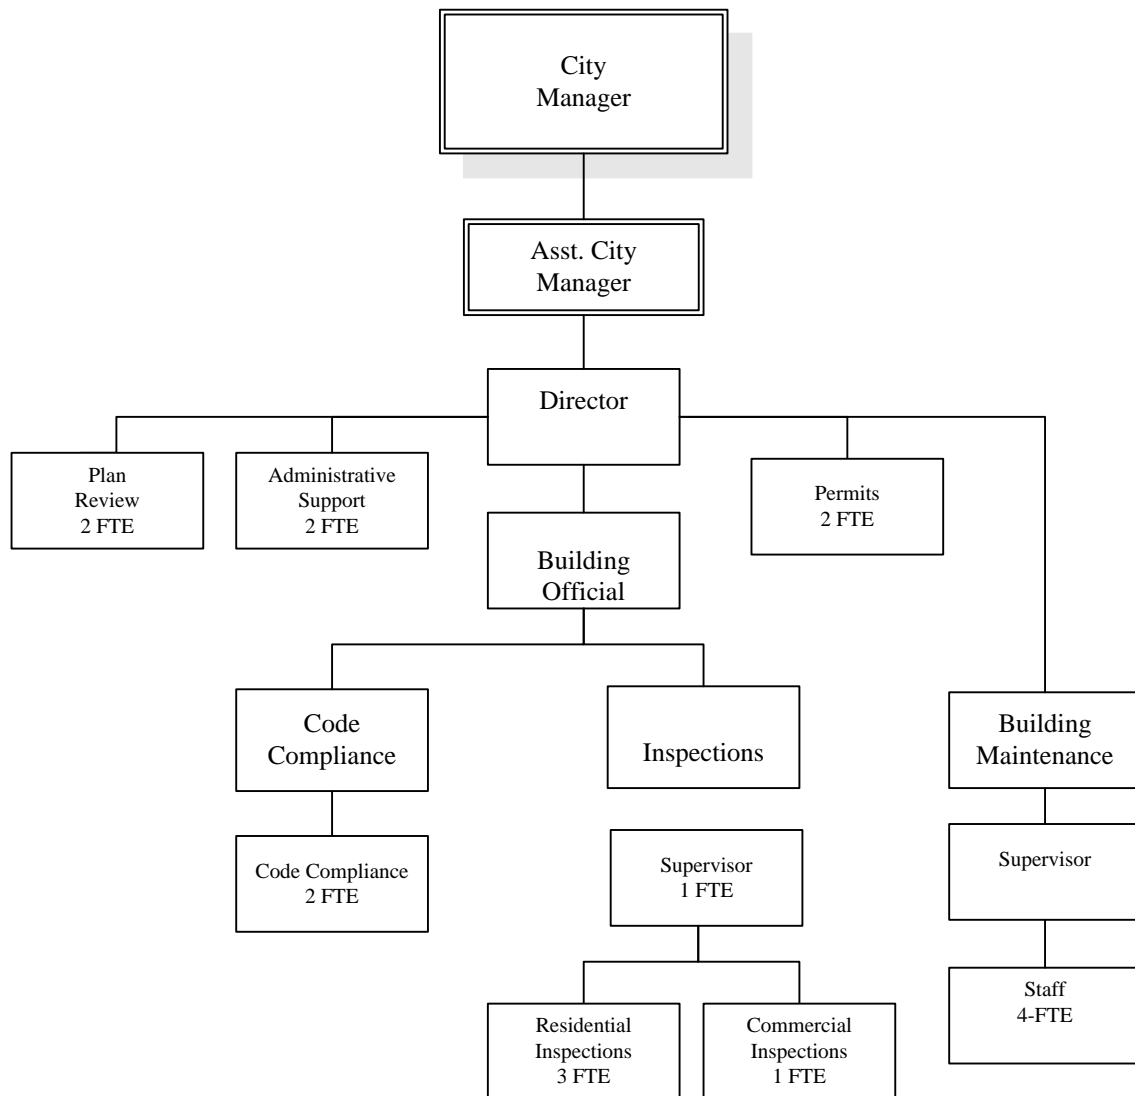 City
Manager
Asst. City
Manager
Director
Plan
Review
2 FTE
Administrative
Support
2 FTE
Permits
2 FTE
Building
Official
Code
Compliance
Inspections
Building
Maintenance
Code Compliance
2 FTE
Supervisor
1 FTE
Supervisor
Staff
4-FTE
Residential
Inspections
3 FTE
Commercial
Inspections
1 FTE